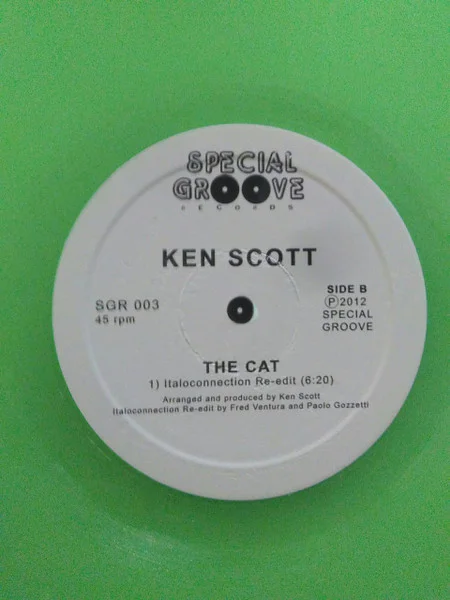 SPECIAL
GROOVE
RECORDS
KEN SCOTT
SGR 003
45 rpm
SIDE B
Ⓟ2012
SPECIAL
GROOVE
THE CAT
1) Italoconnection Re-edit (6:20)
Arranged and produced by Ken Scott
Italoconnection Re-edit by Fred Ventura and Paolo Gozzetti